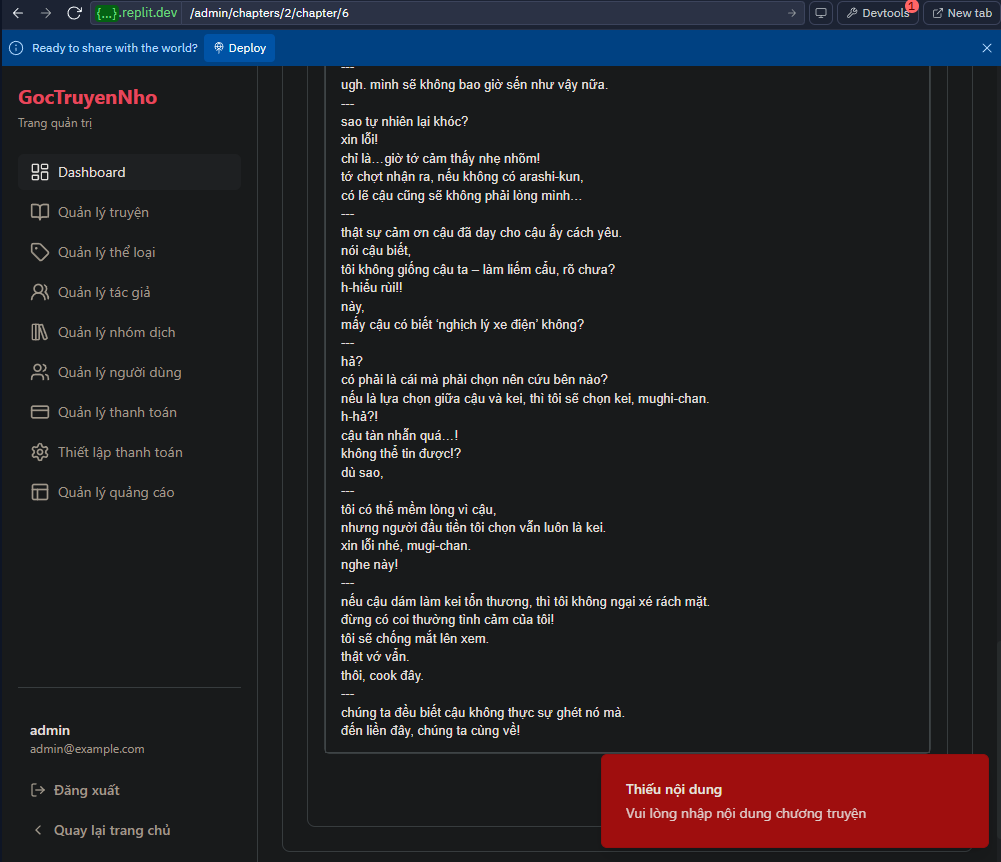 {...}.replit.dev /admin/chapters/2/chapter/6
Devtools 1
New tab
Ready to share with the world? Deploy
GocTruyenNho
Trang quản trị
Dashboard
Quản lý truyện
Quản lý thể loại
Quản lý tác giả
Quản lý nhóm dịch
Quản lý người dùng
Quản lý thanh toán
Thiết lập thanh toán
Quản lý quảng cáo
admin
admin@example.com
Đăng xuất
Quay lại trang chủ
---
ugh. mình sẽ không bao giờ sến như vậy nữa.
---
sao tự nhiên lại khóc?
xin lỗi!
chỉ là…giờ tớ cảm thấy nhẹ nhõm!
tớ chợt nhận ra, nếu không có arashi-kun,
có lẽ cậu cũng sẽ không phải lòng mình…
---
thật sự cảm ơn cậu đã dạy cho cậu ấy cách yêu.
nói cậu biết,
tôi không giống cậu ta – làm liếm cẩu, rõ chưa?
h-hiểu rùi!!
này,
mấy cậu có biết ‘nghịch lý xe điện’ không?
---
hả?
có phải là cái mà phải chọn nên cứu bên nào?
nếu là lựa chọn giữa cậu và kei, thì tôi sẽ chọn kei, mughi-chan.
h-hả?!
cậu tàn nhẫn quá…!
không thể tin được!?
dù sao,
---
tôi có thể mềm lòng vì cậu,
nhưng người đầu tiền tôi chọn vẫn luôn là kei.
xin lỗi nhé, mugi-chan.
nghe này!
---
nếu cậu dám làm kei tổn thương, thì tôi không ngại xé rách mặt.
đừng có coi thường tình cảm của tôi!
tôi sẽ chống mắt lên xem.
thật vớ vẩn.
thôi, cook đây.
---
chúng ta đều biết cậu không thực sự ghét nó mà.
đến liền đây, chúng ta cùng về!
Thiếu nội dung
Vui lòng nhập nội dung chương truyện